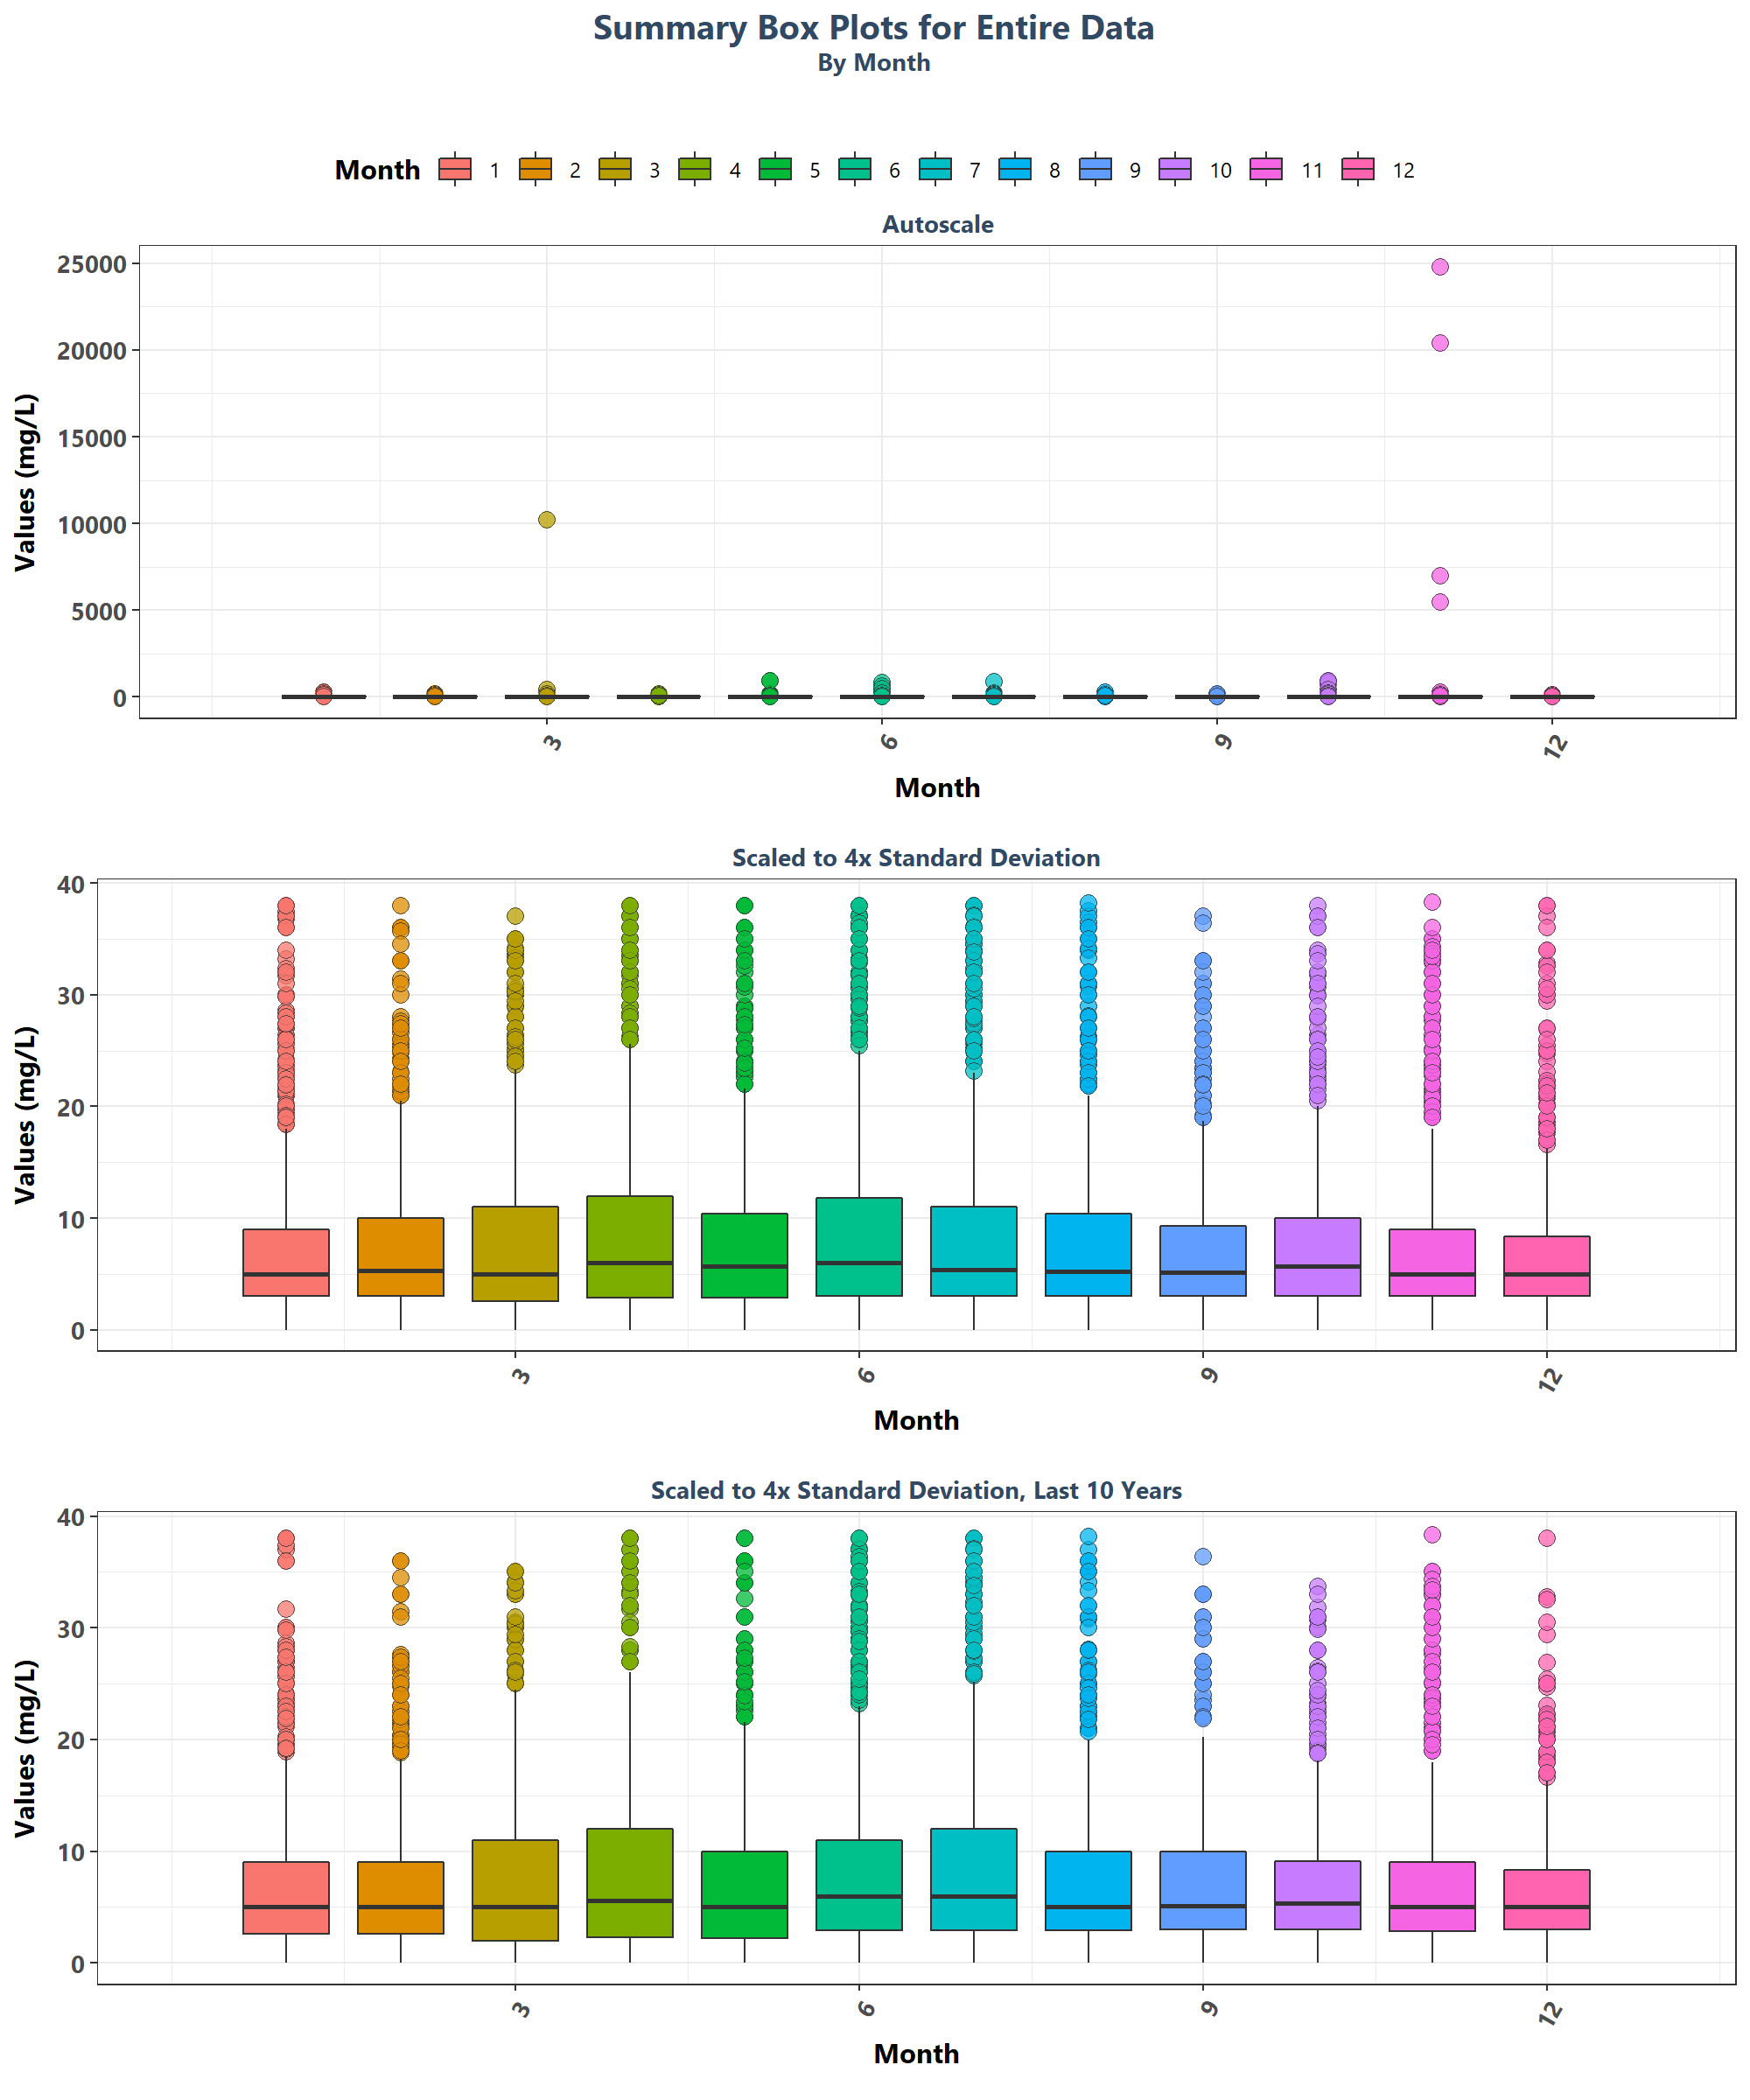 Summary Box Plots for Entire Data
By Month
Month 1 2 3 4 5 6 7 8 9 10 11 12
Autoscale
Values (mg/L)
25000
20000
15000
10000
5000
0
3 6 9 12
Month
Scaled to 4x Standard Deviation
Values (mg/L)
40
30
20
10
0
3 6 9 12
Month
Scaled to 4x Standard Deviation, Last 10 Years
Values (mg/L)
40
30
20
10
0
3 6 9 12
Month